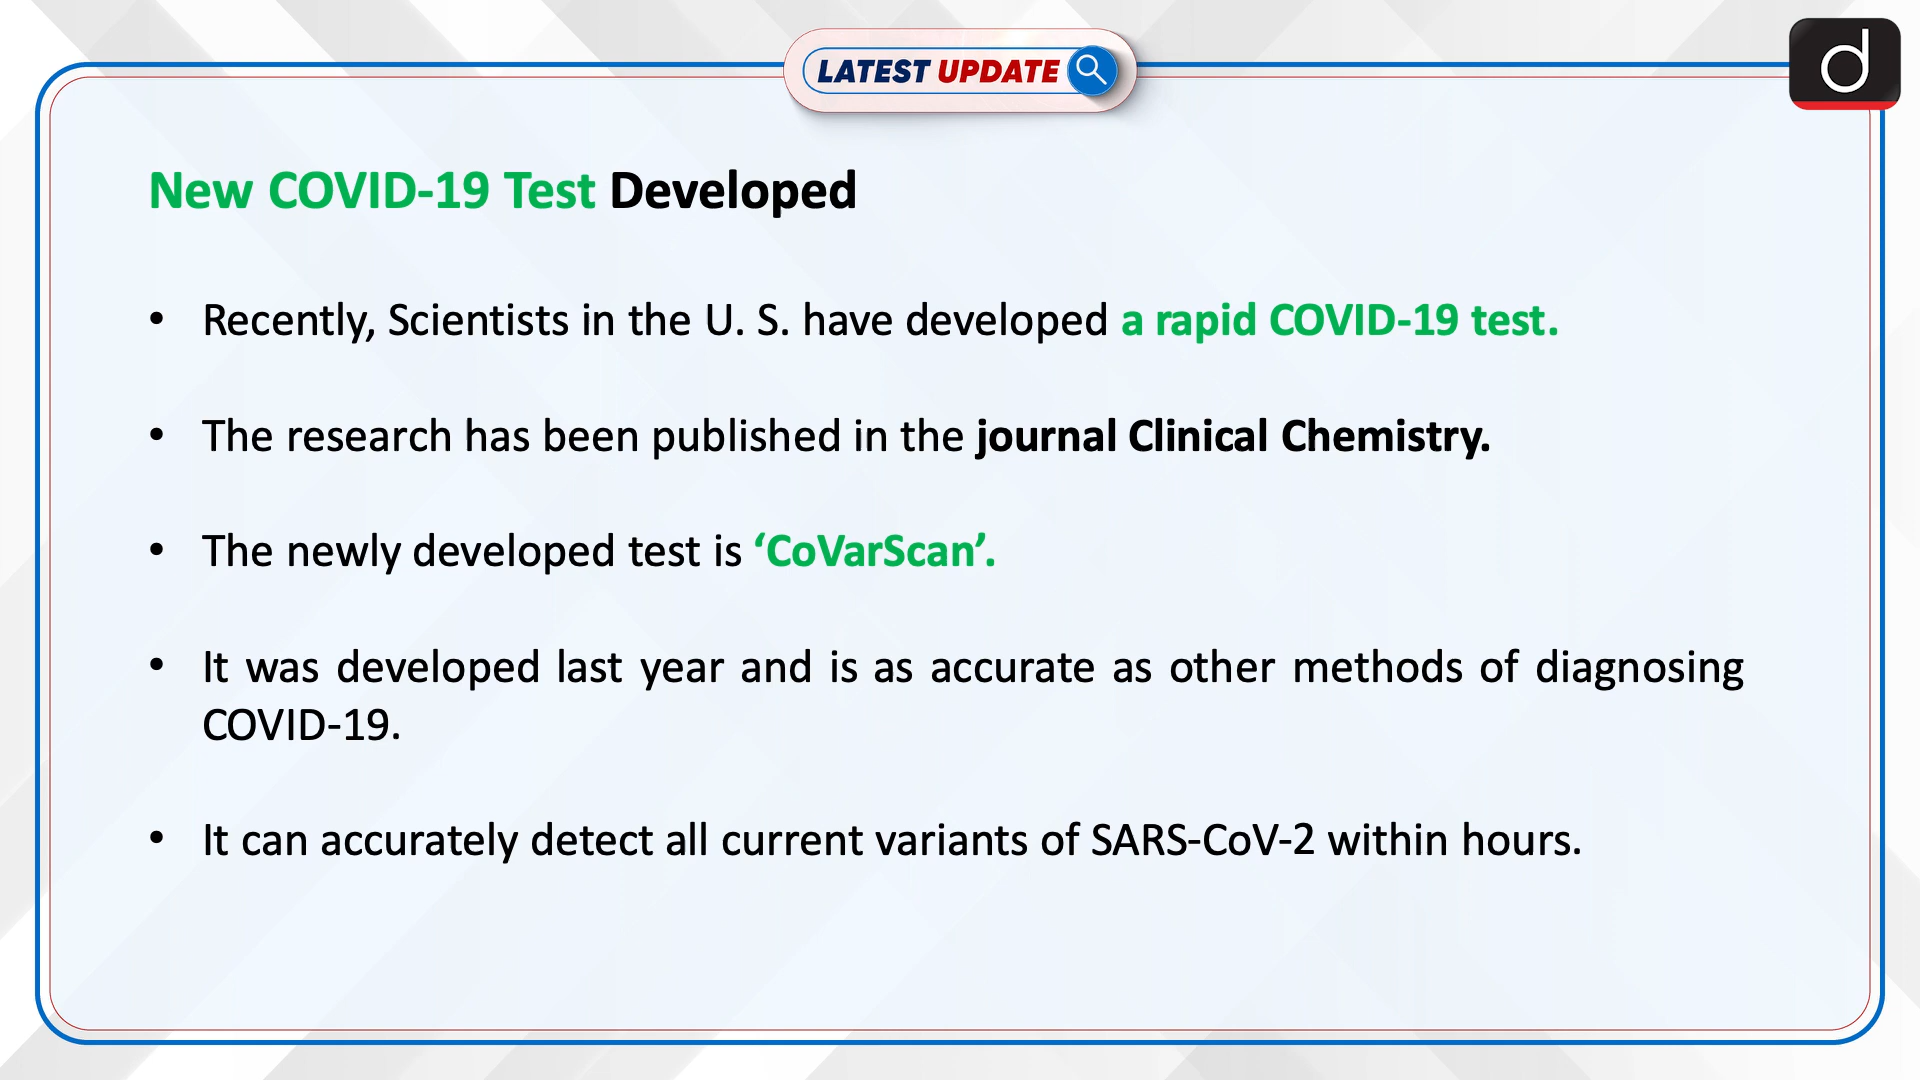 LATEST UPDATE
d
New COVID-19 Test Developed
• Recently, Scientists in the U. S. have developed a rapid COVID-19 test.
• The research has been published in the journal Clinical Chemistry.
• The newly developed test is ‘CoVarScan’.
• It was developed last year and is as accurate as other methods of diagnosing
COVID-19.
• It can accurately detect all current variants of SARS-CoV-2 within hours.